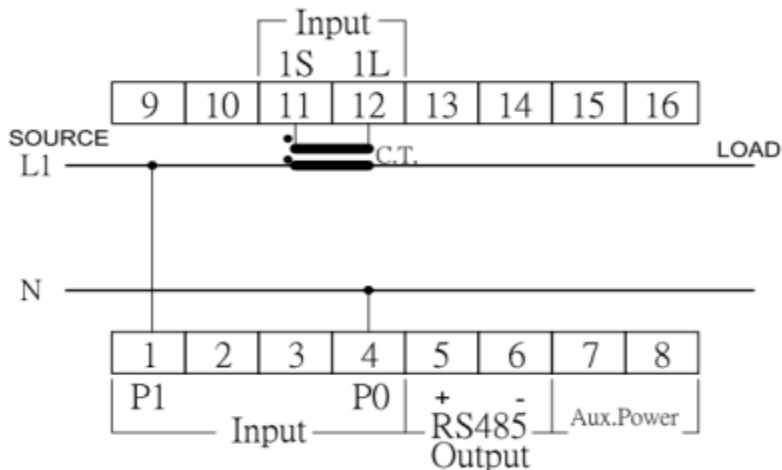 Input
1S 1L
9 10 11 12 13 14 15 16
SOURCE
C.T.
LOAD
L1
N
1 2 3 4 5 6 7 8
P1 P0 + -
Input RS485 Aux.Power
Output